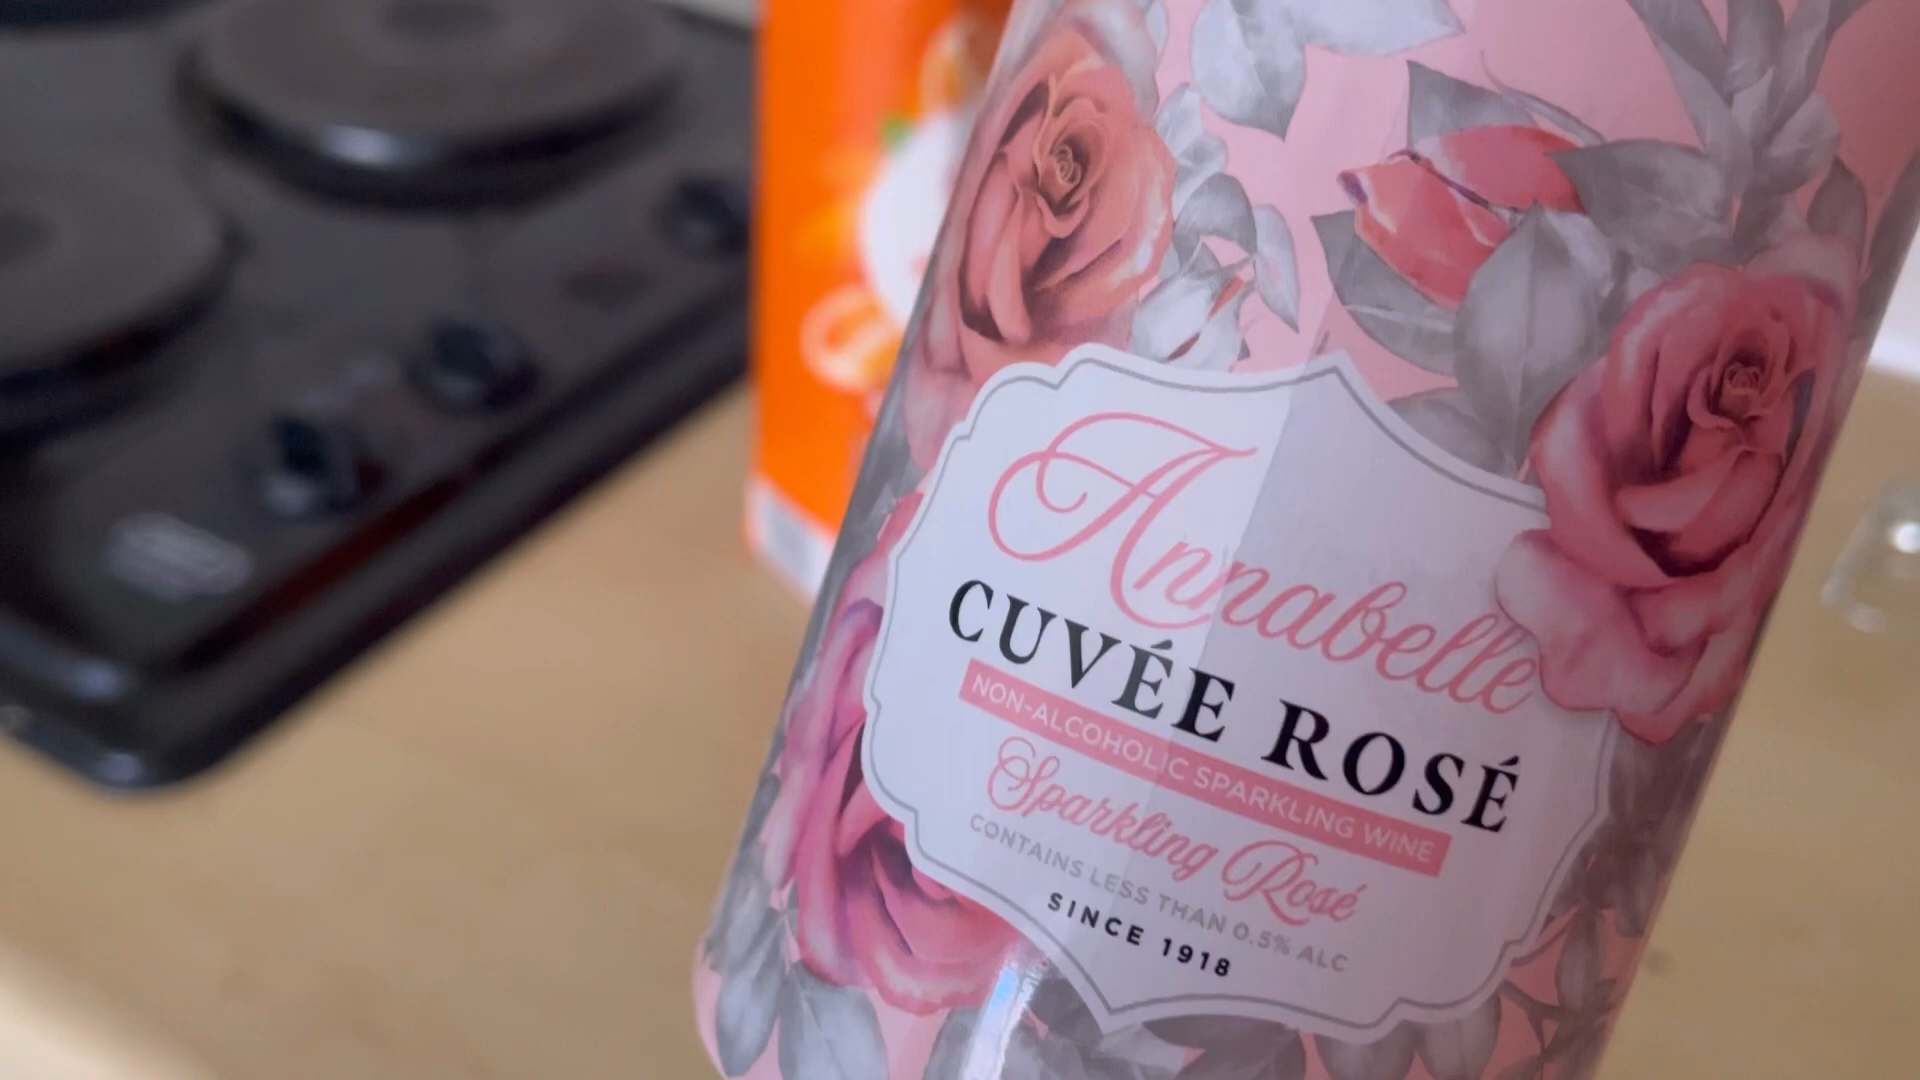 Annabelle
CUVÉE ROSÉ
NON-ALCOHOLIC SPARKLING WINE
Sparkling Rosé
CONTAINS LESS THAN 0.5% ALC
SINCE 1918